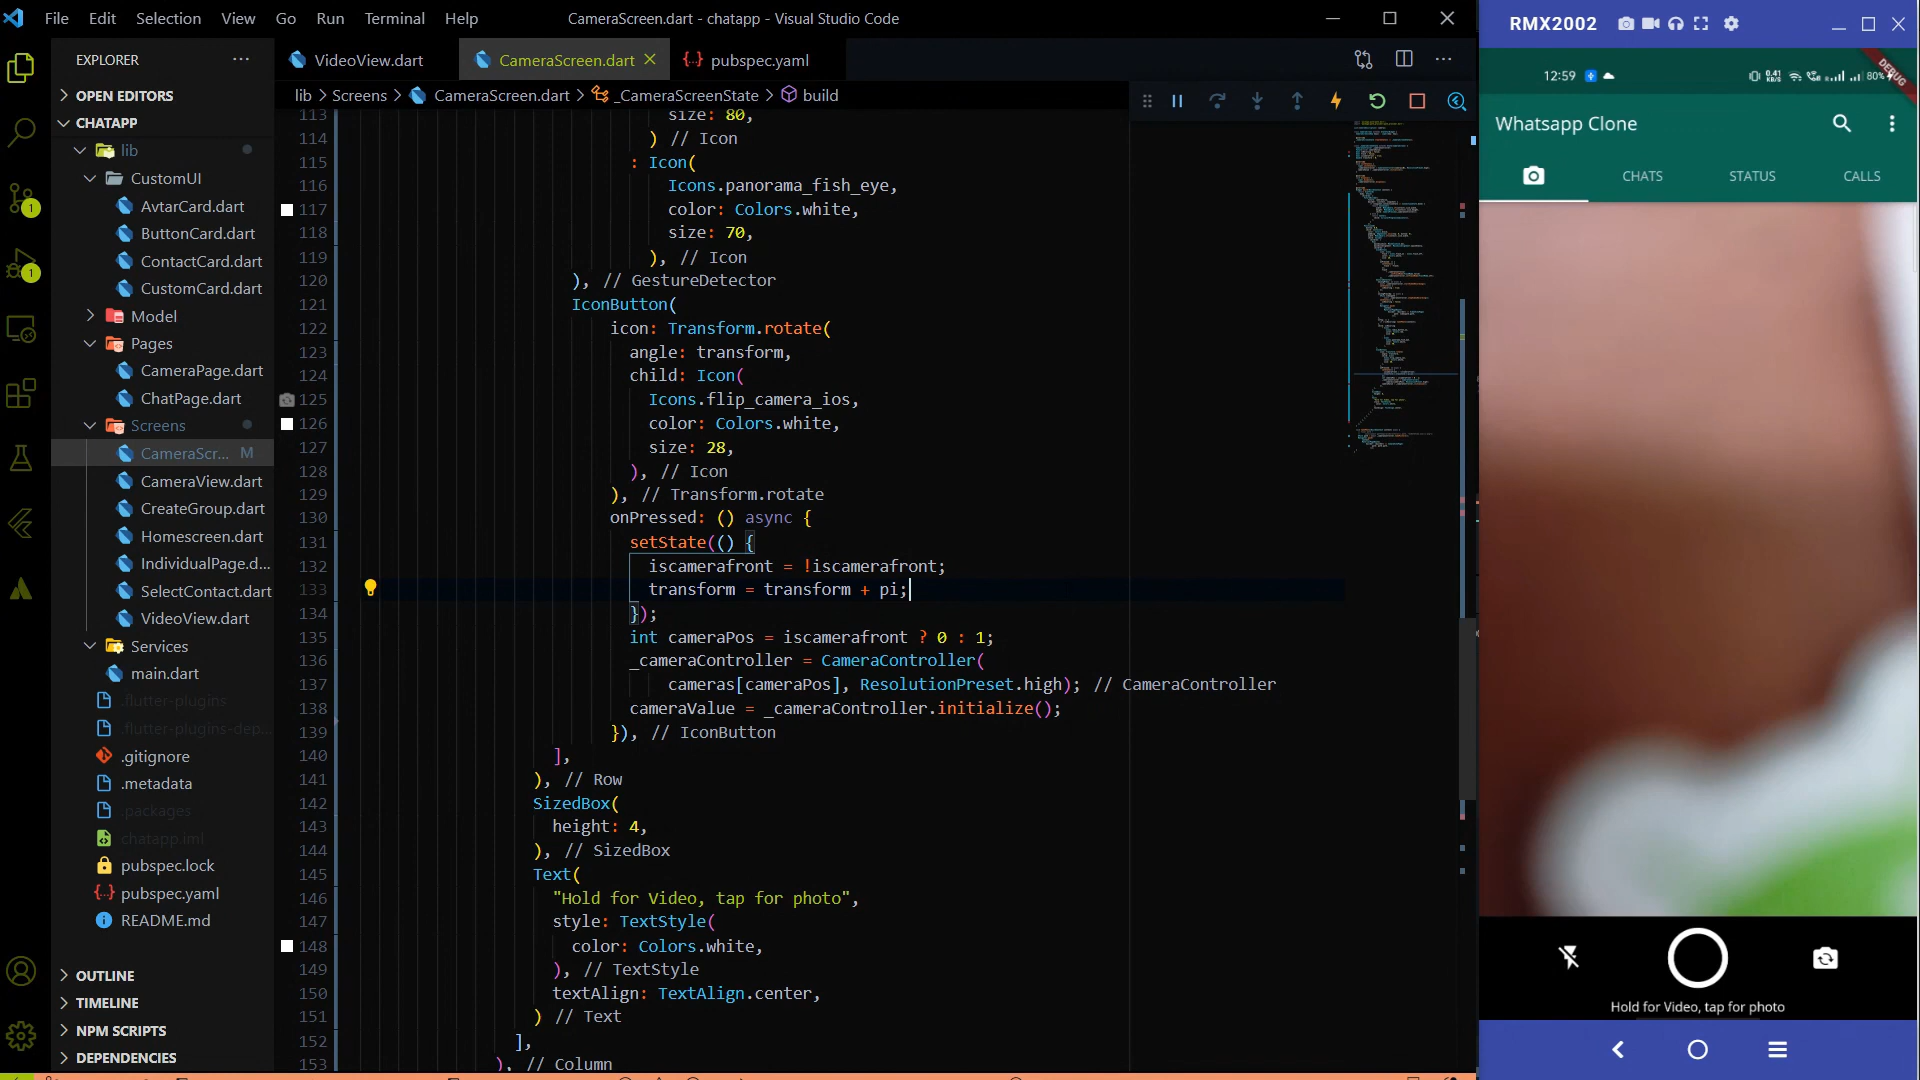 File Edit Selection View Go Run Terminal Help
CameraScreen.dart - chatapp - Visual Studio Code
EXPLORER
OPEN EDITORS
CHATAPP
lib
CustomUI
AvtarCard.dart
ButtonCard.dart
ContactCard.dart
CustomCard.dart
Model
Pages
CameraPage.dart
ChatPage.dart
Screens
CameraScr... M
CameraView.dart
CreateGroup.dart
Homescreen.dart
IndividualPage.d...
SelectContact.dart
VideoView.dart
Services
main.dart
.flutter-plugins
.flutter-plugins-dep...
.gitignore
.metadata
.packages
chatapp.iml
pubspec.lock
pubspec.yaml
README.md
OUTLINE
TIMELINE
NPM SCRIPTS
DEPENDENCIES
1
1
VideoView.dart CameraScreen.dart pubspec.yaml
lib > Screens > CameraScreen.dart > _CameraScreenState > build
113 size: 80,
114 ) // Icon
115 : Icon(
116 Icons.panorama_fish_eye,
117 color: Colors.white,
118 size: 70,
119 ), // Icon
120 ), // GestureDetector
121 IconButton(
122 icon: Transform.rotate(
123 angle: transform,
124 child: Icon(
125 Icons.flip_camera_ios,
126 color: Colors.white,
127 size: 28,
128 ), // Icon
129 ), // Transform.rotate
130 onPressed: () async {
131 setState(() {
132 iscamerafront = !iscamerafront;
133 transform = transform + pi;
134 });
135 int cameraPos = iscamerafront ? 0 : 1;
136 _cameraController = CameraController(
137 cameras[cameraPos], ResolutionPreset.high); // CameraController
138 cameraValue = _cameraController.initialize();
139 }), // IconButton
140 ],
141 ), // Row
142 SizedBox(
143 height: 4,
144 ), // SizedBox
145 Text(
146 "Hold for Video, tap for photo",
147 style: TextStyle(
148 color: Colors.white,
149 ), // TextStyle
150 textAlign: TextAlign.center,
151 ) // Text
152 ],
153 ), // Column
RMX2002
12:59
0.41 KB/S
80%
DEBUG
Whatsapp Clone
CHATS STATUS CALLS
Hold for Video, tap for photo